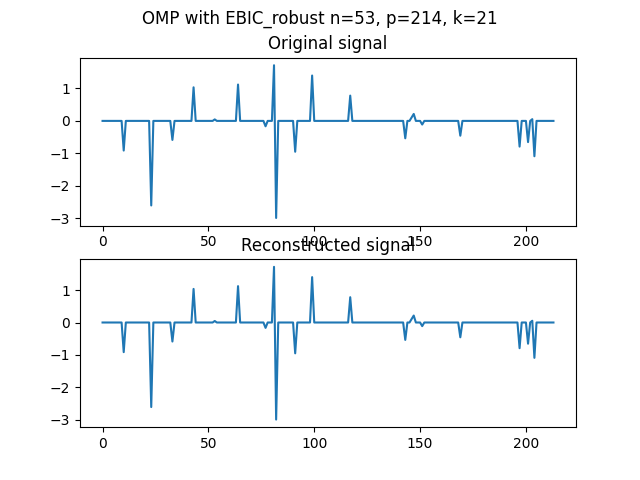 OMP with EBIC_robust n=53, p=214, k=21
Original signal
1
0
−1
−2
−3
0 50 100 150 200
Reconstructed signal
1
0
−1
−2
−3
0 50 100 150 200